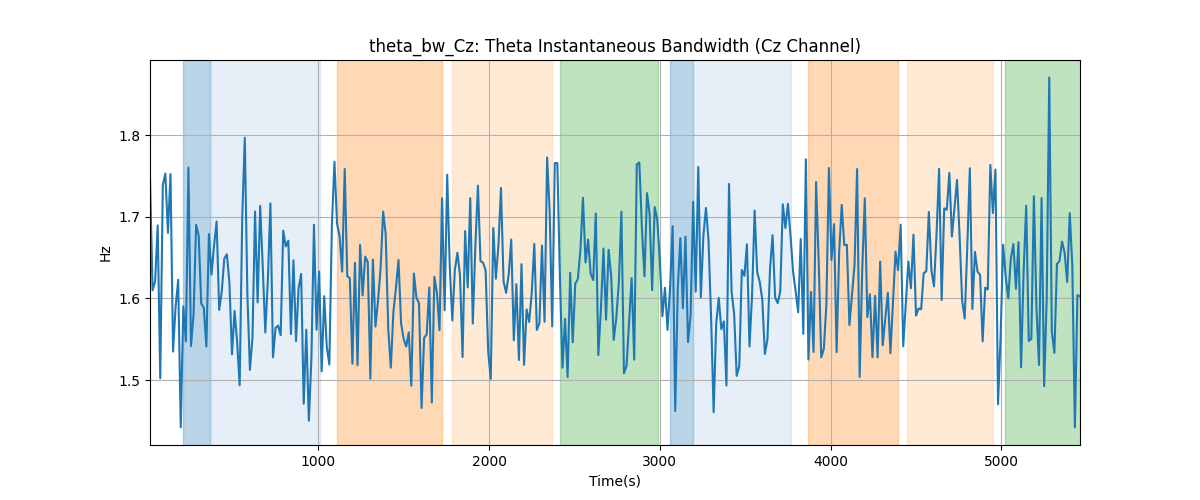 theta_bw_Cz: Theta Instantaneous Bandwidth (Cz Channel)
Hz
1.8
1.7
1.6
1.5
1000 2000 3000 4000 5000
Time(s)